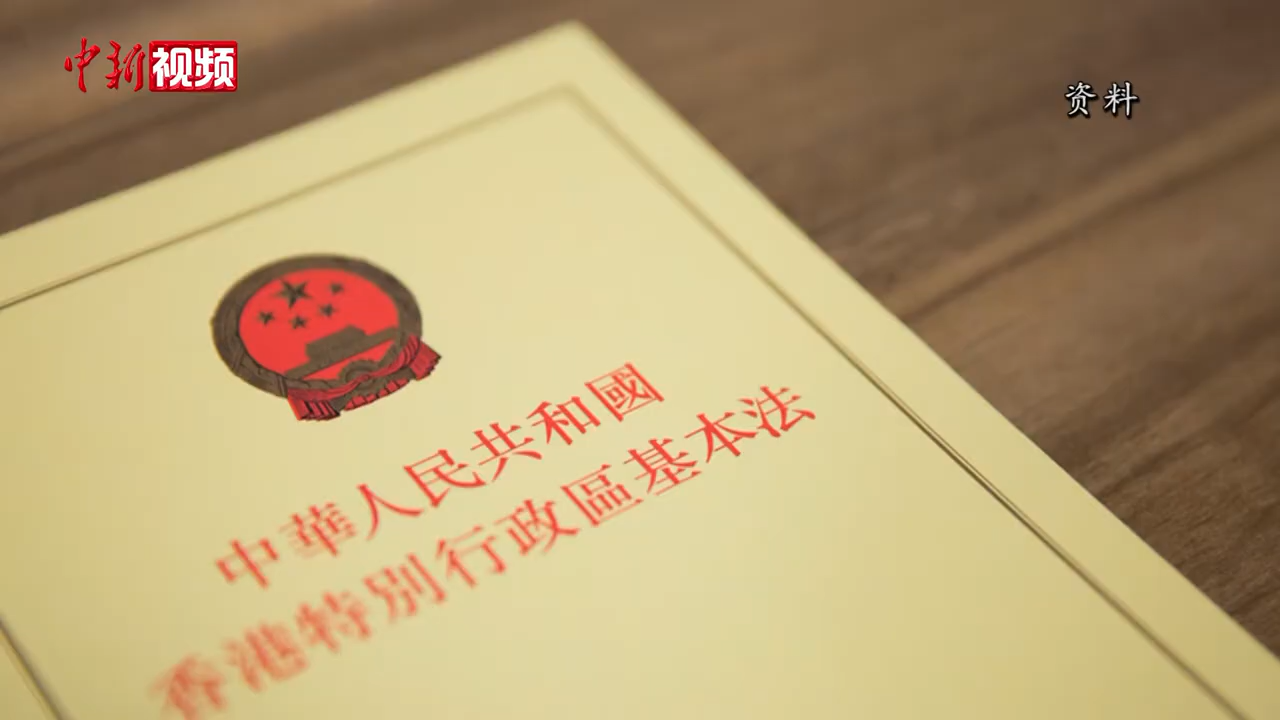 中新视频
资料
中華人民共和國
香港特別行政區基本法